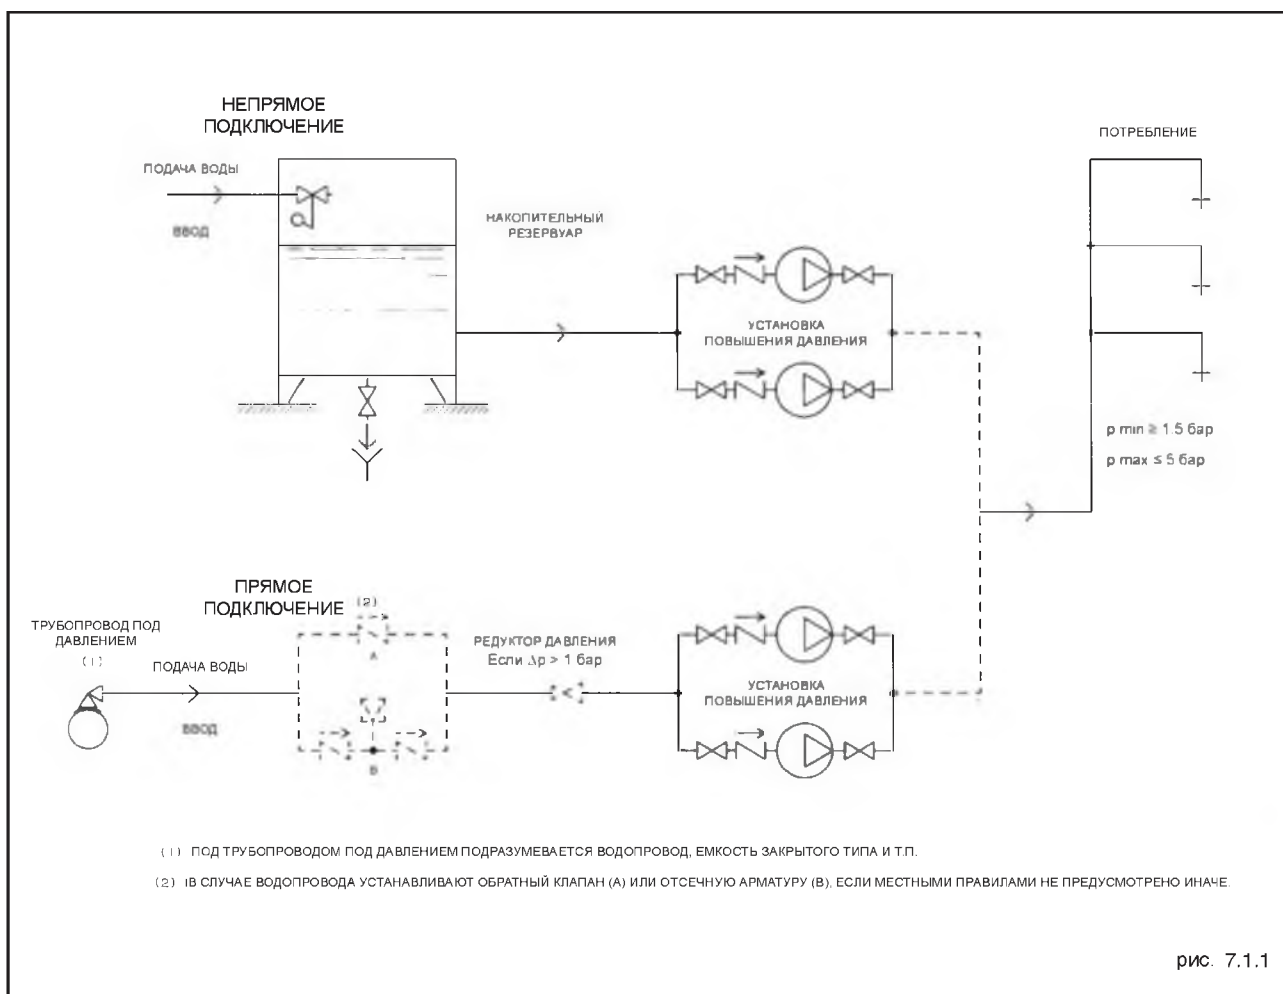 НЕПРЯМОЕ
ПОДКЛЮЧЕНИЕ
ПОДАЧА ВОДЫ
ВВОД
НАКОПИТЕЛЬНЫЙ
РЕЗЕРВУАР
УСТАНОВКА
ПОВЫШЕНИЯ ДАВЛЕНИЯ
ПОТРЕБЛЕНИЕ
p min ≥ 1.5 бар
p max ≤ 5 бар
ПРЯМОЕ
ПОДКЛЮЧЕНИЕ
ТРУБОПРОВОД ПОД
ДАВЛЕНИЕМ
(1)
ПОДАЧА ВОДЫ
ВВОД
(2)
A
B
РЕДУКТОР ДАВЛЕНИЯ
Если Δp > 1 бар
УСТАНОВКА
ПОВЫШЕНИЯ ДАВЛЕНИЯ
(1) ПОД ТРУБОПРОВОДОМ ПОД ДАВЛЕНИЕМ ПОДРАЗУМЕВАЕТСЯ ВОДОПРОВОД, ЕМКОСТЬ ЗАКРЫТОГО ТИПА И Т.П.
(2) IВ СЛУЧАЕ ВОДОПРОВОДА УСТАНАВЛИВАЮТ ОБРАТНЫЙ КЛАПАН (А) ИЛИ ОТСЕЧНУЮ АРМАТУРУ (В), ЕСЛИ МЕСТНЫМИ ПРАВИЛАМИ НЕ ПРЕДУСМОТРЕНО ИНАЧЕ.
рис. 7.1.1